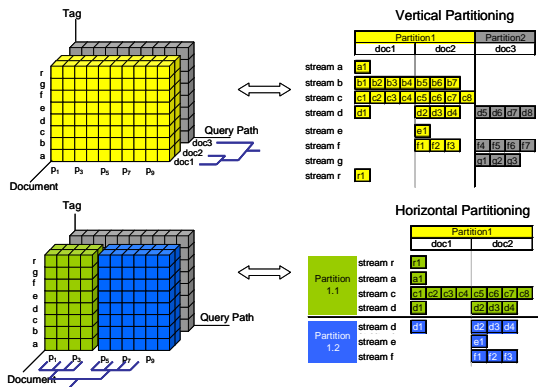 Tag
Vertical Partitioning
Partition1 Partition2
doc1 doc2 doc3
stream a a1
stream b b1 b2 b3 b4 b5 b6 b7
stream c c1 c2 c3 c4 c5 c6 c7 c8
stream d d1 d2 d3 d4 d5 d6 d7 d8
stream e e1
stream f f1 f2 f3 f4 f5 f6 f7
stream g g1 g2 g3
stream r r1
r
g
f
e
d
c
b
a
p1 p3 p5 p7 p9
Query Path
doc3
doc2
doc1
Document
Tag
Horizontal Partitioning
Partition1
doc1 doc2
Partition 1.1
stream r r1
stream a a1
stream c c1 c2 c3 c4 c5 c6 c7 c8
stream d d1 d2 d3 d4
Partition 1.2
stream d d1 d2 d3 d4
stream e e1
stream f f1 f2 f3
r
g
f
e
d
c
b
a
p1 p3 p5 p7 p9
Query Path
Document